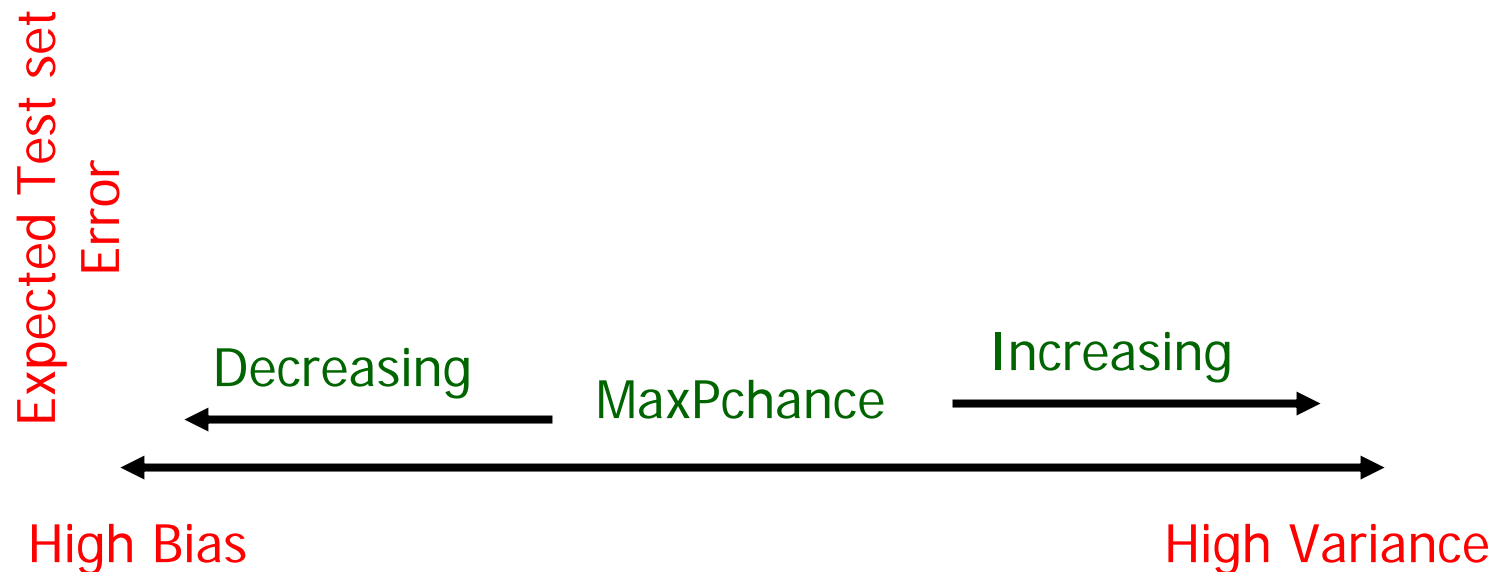 Expected Test set
Error
Decreasing
MaxPchance
Increasing
High Bias
High Variance